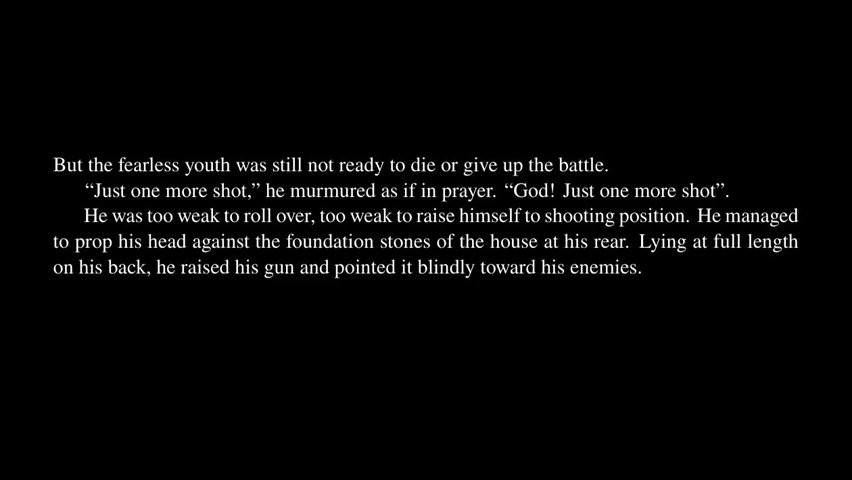 But the fearless youth was still not ready to die or give up the battle.
“Just one more shot,” he murmured as if in prayer. “God! Just one more shot”.
He was too weak to roll over, too weak to raise himself to shooting position. He managed
to prop his head against the foundation stones of the house at his rear. Lying at full length
on his back, he raised his gun and pointed it blindly toward his enemies.